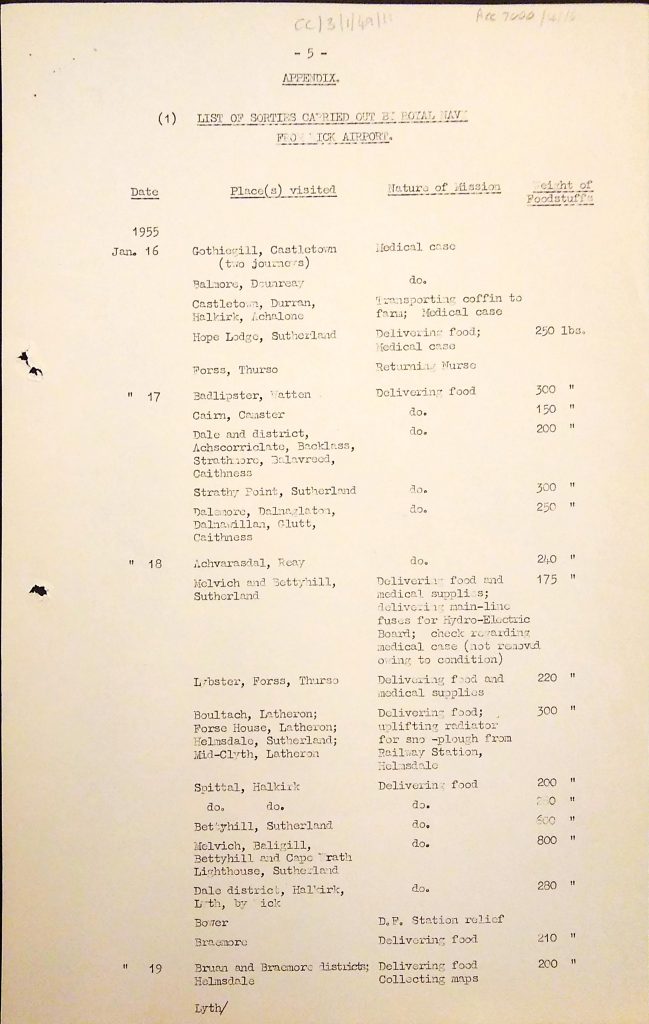 CC/3/1/49/11
Acc 7000/
- 5 -
APPENDIX.
(1) LIST OF SORTIES CARRIED OUT BY ROYAL NAVY
FROM WICK AIRPORT.
Date Place(s) visited Nature of Mission Weight of
Foodstuffs
1955
Jan. 16 Gothiegill, Castletown Medical case
(two journeys)
Balmore, Dounreay do.
Castletown, Durran, Transporting coffin to
Halkirk, Achalone farm; Medical case
Hope Lodge, Sutherland Delivering food; 250 lbs.
Medical case
Forss, Thurso Returning Nurse
" 17 Badlipster, Watten Delivering food 300 "
Cairn, Camster do. 150 "
Dale and district, do. 200 "
Achscorriclate, Backlass,
Strathmore, Balavreed,
Caithness
Strathy Point, Sutherland do. 300 "
Dalemore, Dalnaglaton, do. 250 "
Dalnawillan, Glutt,
Caithness
" 18 Achvarasdal, Reay do. 240 "
Melvich and Bettyhill, Delivering food and 175 "
Sutherland medical supplies;
delivering main-line
fuses for Hydro-Electric
Board; check regarding
medical case (not removed
owing to condition)
Lybster, Forss, Thurso Delivering food and 220 "
medical supplies
Boultach, Latheron; Delivering food; 300 "
Forse House, Latheron; uplifting radiator
Helmsdale, Sutherland; for snow-plough from
Mid-Clyth, Latheron Railway Station,
Helmsdale
Spittal, Halkirk Delivering food 200 "
do. do. do. "
Bettyhill, Sutherland do. 600 "
Melvich, Baligill, do. 800 "
Bettyhill and Cape Wrath
Lighthouse, Sutherland
Dale district, Halkirk, do. 280 "
Lyth, by Wick
Bower D.F. Station relief
Braemore Delivering food 210 "
" 19 Bruan and Braemore districts; Delivering food 200 "
Helmsdale Collecting maps
Lyth/